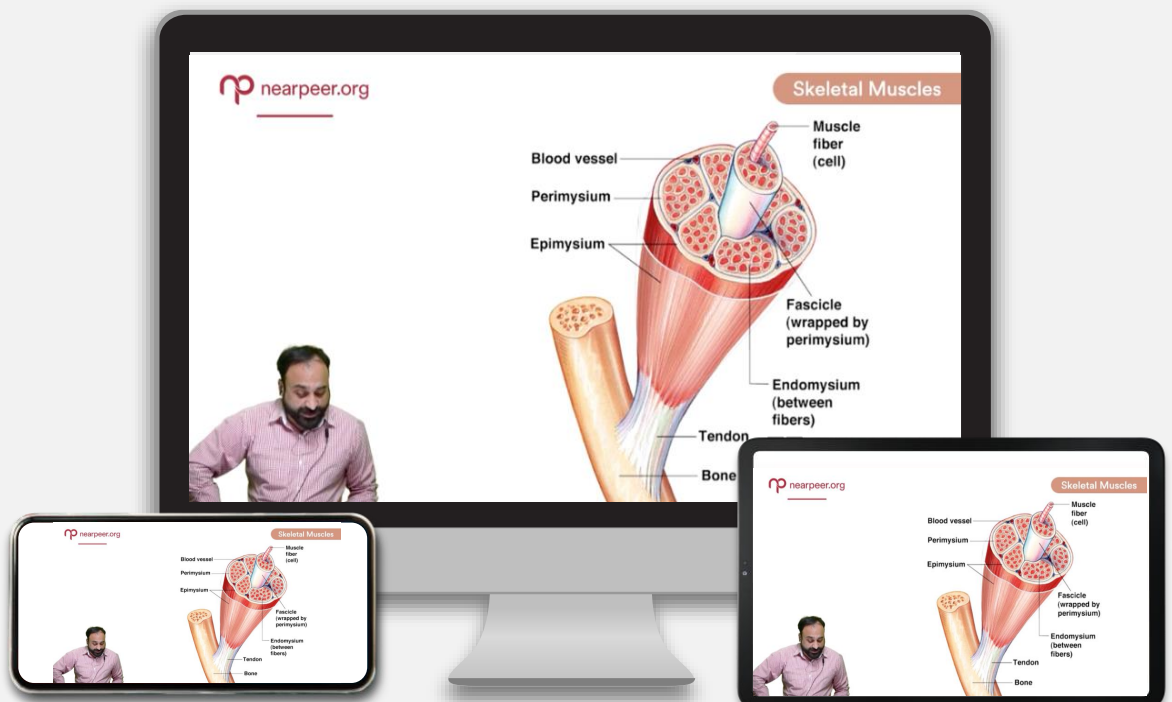 nearpeer.org
Skeletal Muscles
Muscle
fiber
(cell)
Blood vessel
Perimysium
Epimysium
Fascicle
(wrapped by
perimysium)
Endomysium
(between
fibers)
Tendon
Bone
nearpeer.org
Skeletal Muscles
Muscle
fiber
(cell)
Blood vessel
Perimysium
Epimysium
Fascicle
(wrapped by
perimysium)
Endomysium
(between
fibers)
Tendon
Bone
nearpeer.org
Skeletal Muscles
Muscle
fiber
(cell)
Blood vessel
Perimysium
Epimysium
Fascicle
(wrapped by
perimysium)
Endomysium
(between
fibers)
Tendon
Bone